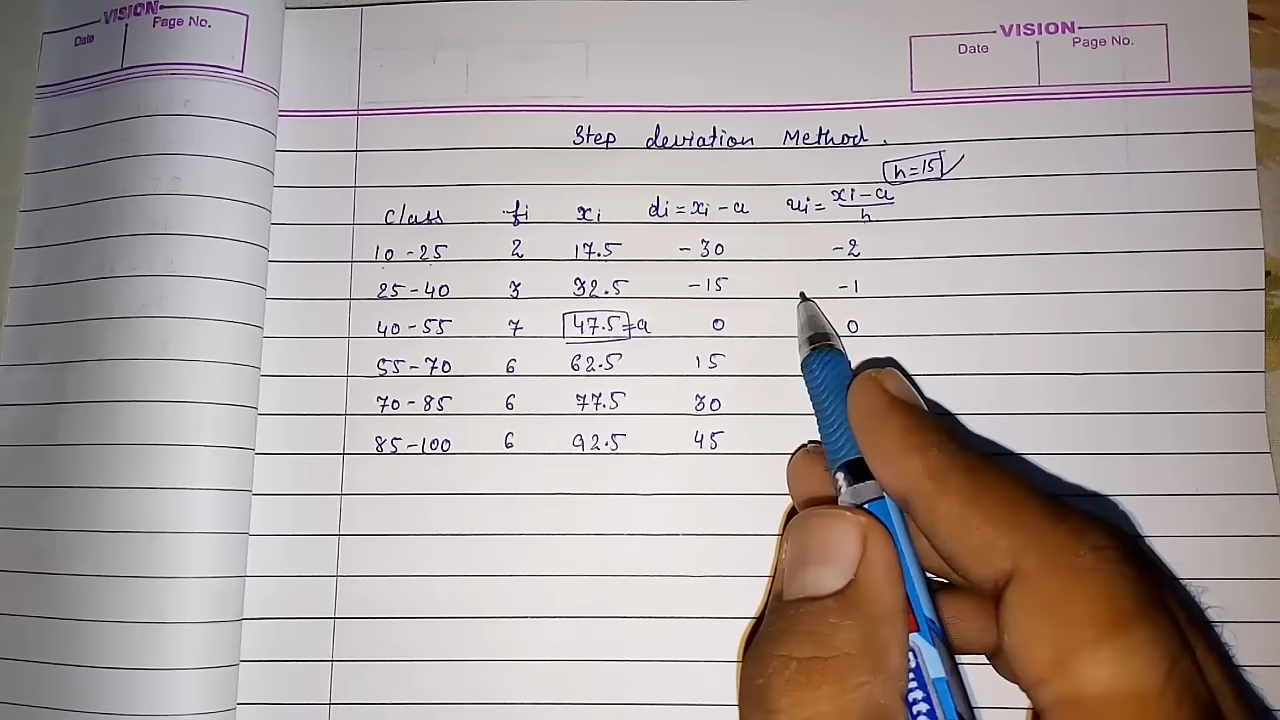 VISION
Date Page No.
VISION
Date Page No.
Step deviation Method.
h=15 ✓
Class fi xi di = xi - a ui = xi - a / h
10-25 2 17.5 -30 -2
25-40 3 32.5 -15 -1
40-55 7 47.5 = a 0 0
55-70 6 62.5 15
70-85 6 77.5 30
85-100 6 92.5 45